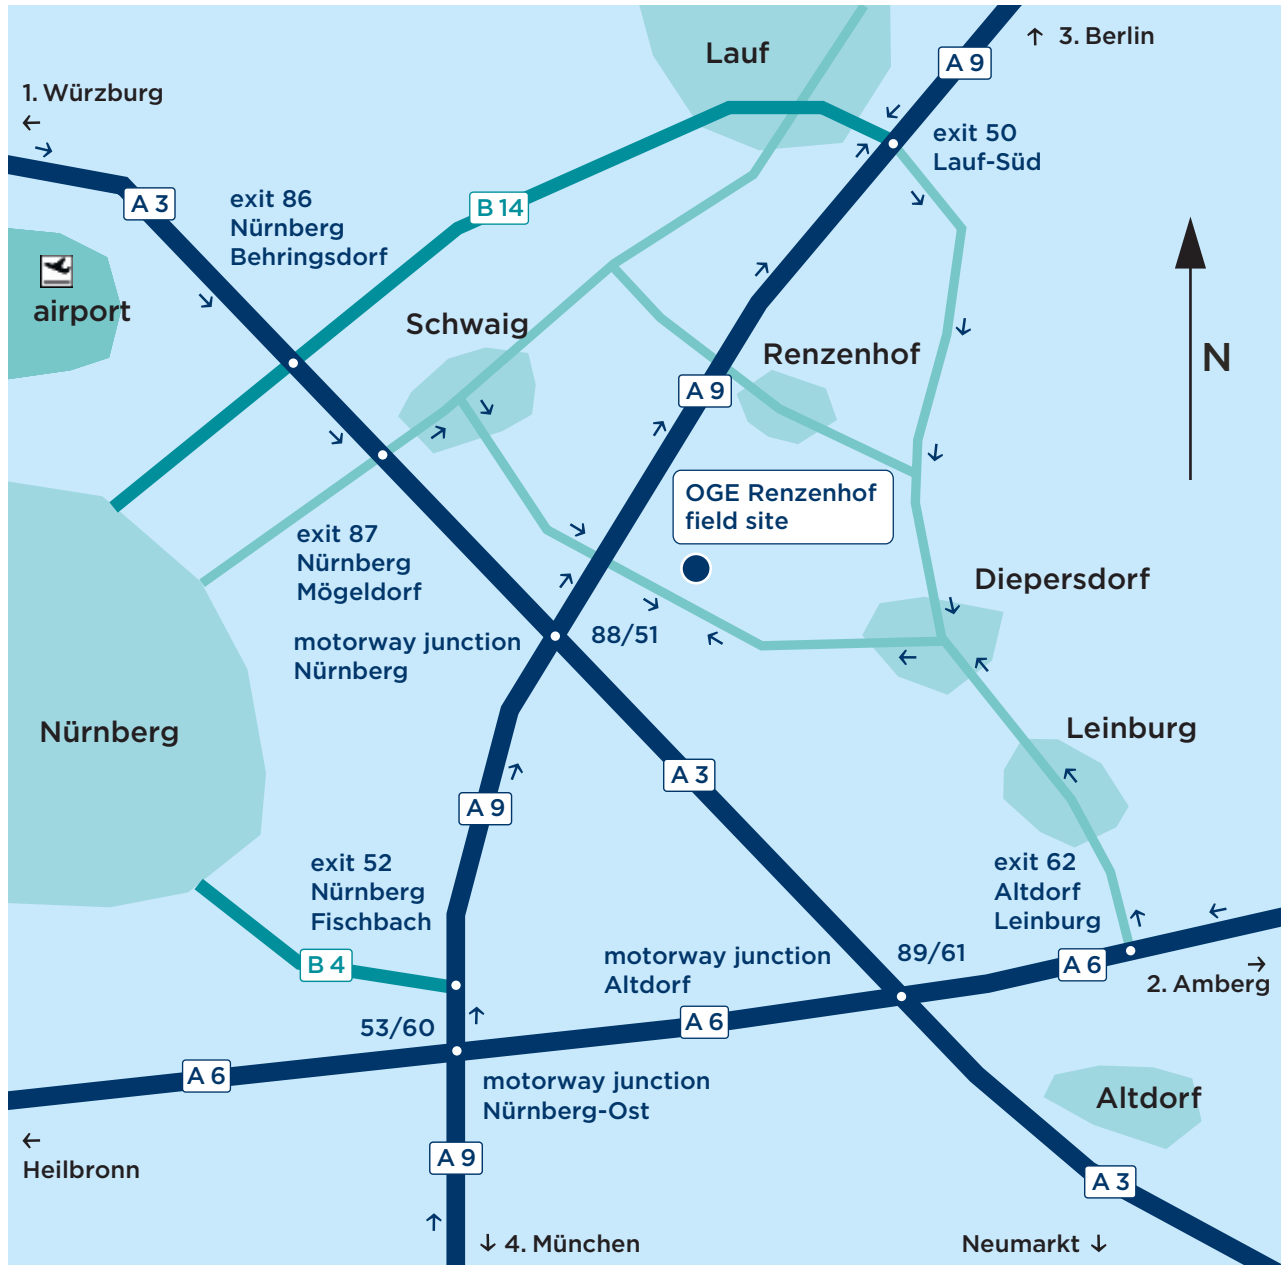 Lauf
A 9
↑ 3. Berlin
1. Würzburg
←
exit 50
Lauf-Süd
A 3
exit 86
Nürnberg
Behringsdorf
B 14
airport
Schwaig
Renzenhof
N
A 9
OGE Renzenhof
field site
exit 87
Nürnberg
Mögeldorf
Diepersdorf
motorway junction
Nürnberg
88/51
Nürnberg
Leinburg
A 3
A 9
exit 52
Nürnberg
Fischbach
exit 62
Altdorf
Leinburg
B 4
motorway junction
Altdorf
89/61
A 6
→
2. Amberg
53/60
A 6
A 6
motorway junction
Nürnberg-Ost
Altdorf
←
Heilbronn
A 9
A 3
↓ 4. München
Neumarkt ↓